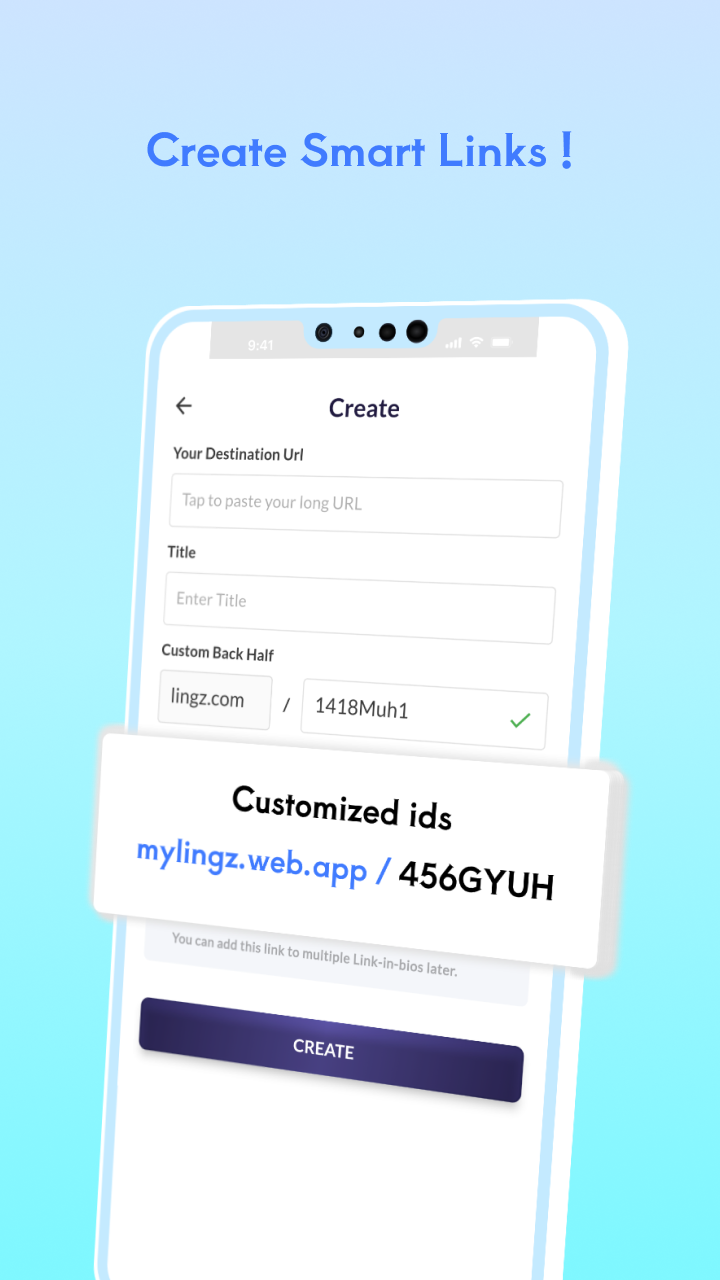 Create Smart Links !
9:41
Create
Your Destination Url
Tap to paste your long URL
Title
Enter Title
Custom Back Half
lingz.com / 1418Muh1
Customized ids
mylingz.web.app / 456GYUH
You can add this link to multiple Link-in-bios later.
CREATE